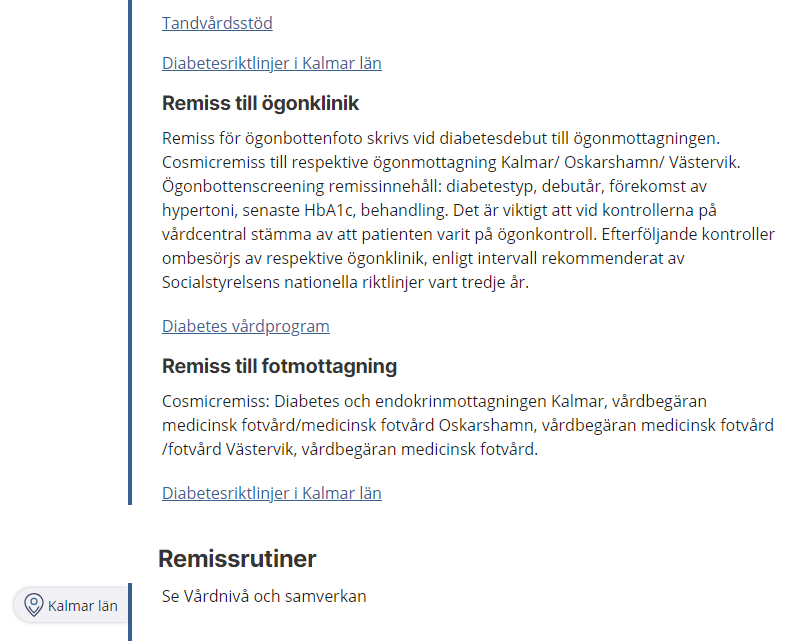 Tandvårdsstöd
Diabetesriktlinjer i Kalmar län
Remiss till ögonklinik
Remiss för ögonbottenfoto skrivs vid diabetesdebut till ögonmottagningen.
Cosmicremiss till respektive ögonmottagning Kalmar/ Oskarshamn/ Västervik.
Ögonbottenscreening remissinnehåll: diabetestyp, debutår, förekomst av
hypertoni, senaste HbA1c, behandling. Det är viktigt att vid kontrollerna på
vårdcentral stämma av att patienten varit på ögonkontroll. Efterföljande kontroller
ombesörjs av respektive ögonklinik, enligt intervall rekommenderat av
Socialstyrelsens nationella riktlinjer vart tredje år.
Diabetes vårdprogram
Remiss till fotmottagning
Cosmicremiss: Diabetes och endokrinmottagningen Kalmar, vårdbegäran
medicinsk fotvård/medicinsk fotvård Oskarshamn, vårdbegäran medicinsk fotvård
/fotvård Västervik, vårdbegäran medicinsk fotvård.
Diabetesriktlinjer i Kalmar län
Remissrutiner
Se Vårdnivå och samverkan
Kalmar län